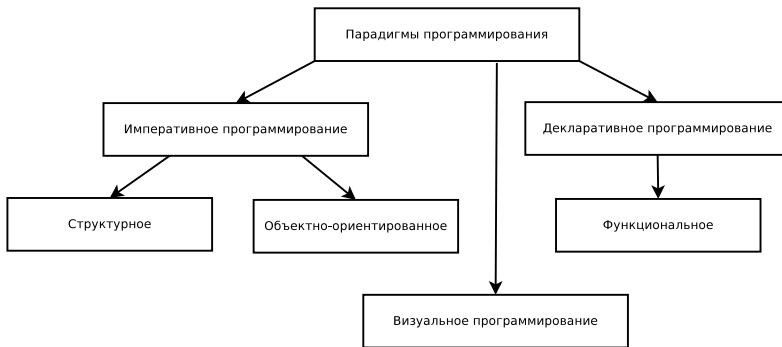 Парадигмы программирования
Императивное программирование
Декларативное программирование
Структурное
Объектно-ориентированное
Функциональное
Визуальное программирование